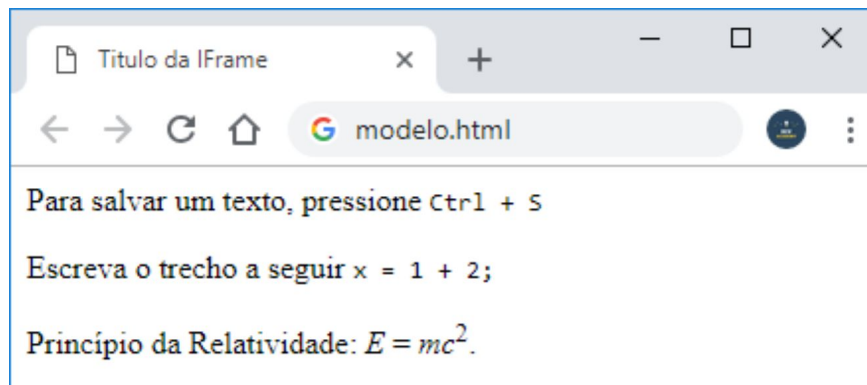 Titulo da IFrame
modelo.html
Para salvar um texto, pressione Ctrl + S
Escreva o trecho a seguir x = 1 + 2;
Princípio da Relatividade: E = mc².